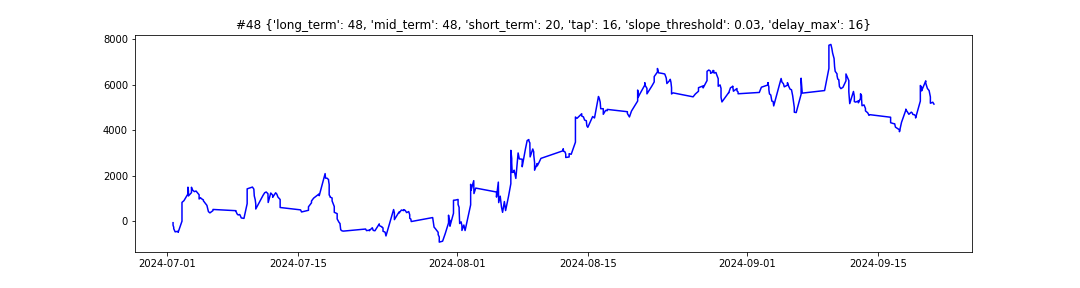 #48 {'long_term': 48, 'mid_term': 48, 'short_term': 20, 'tap': 16, 'slope_threshold': 0.03, 'delay_max': 16}
8000
6000
4000
2000
0
2024-07-01 2024-07-15 2024-08-01 2024-08-15 2024-09-01 2024-09-15